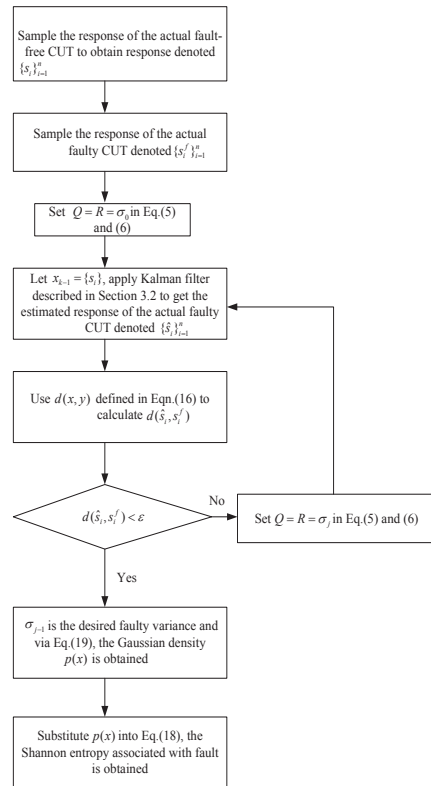 Sample the response of the actual fault-
free CUT to obtain response denoted
{s_i}_{i=1}^n
Sample the response of the actual
faulty CUT denoted {s_i^f}_{i=1}^n
Set Q = R = σ_0 in Eq.(5)
and (6)
Let x_{k-1} = {s_i}, apply Kalman filter
described in Section 3.2 to get the
estimated response of the actual faulty
CUT denoted {ŝ_i}_{i=1}^n
Use d(x, y) defined in Eqn.(16) to
calculate d(ŝ_i, s_i^f)
d(ŝ_i, s_i^f) < ε
No
Set Q = R = σ_j in Eq.(5) and (6)
Yes
σ_{j-1} is the desired faulty variance and
via Eq.(19), the Gaussian density
p(x) is obtained
Substitute p(x) into Eq.(18), the
Shannon entropy associated with fault
is obtained